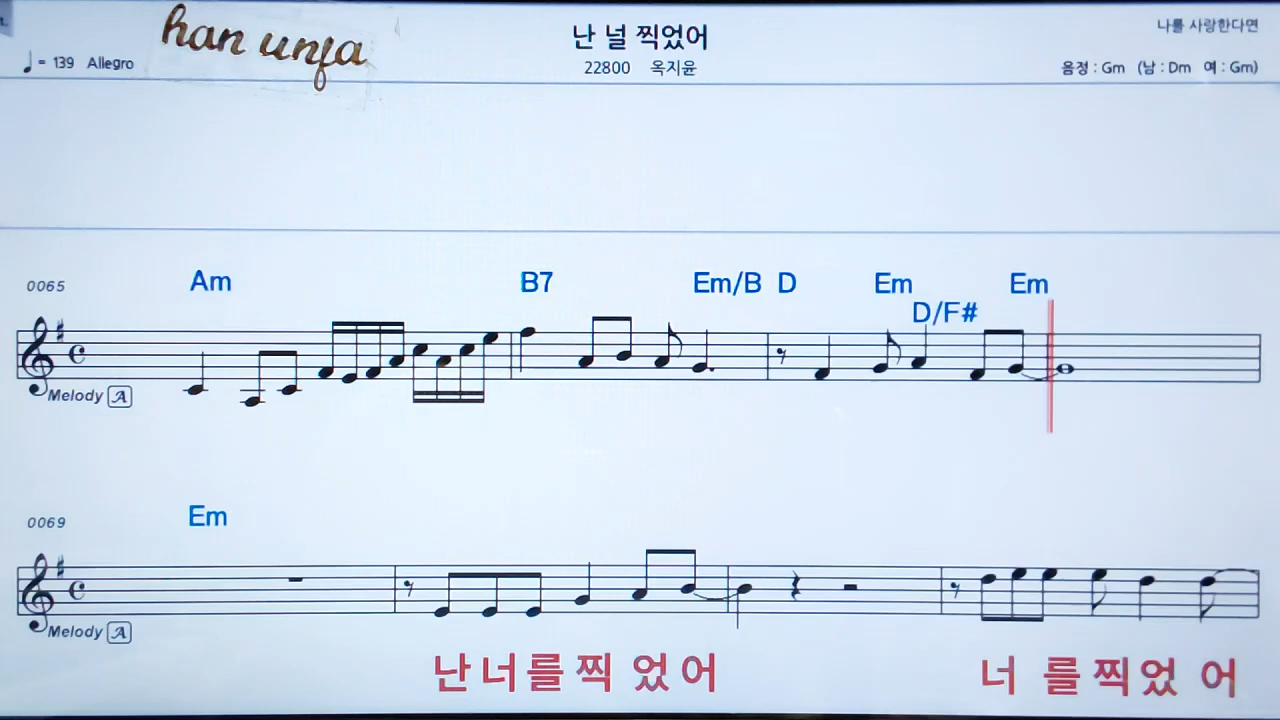 han unfa
난 널 찍었어
나를 사랑한다면
♩= 139 Allegro
22800 옥지윤
음정 : Gm (남 : Dm 여 : Gm)
0065
Am B7 Em/B D Em D/F# Em
Melody A
0069
Em
Melody A
난 너 를 찍 었 어 너 를 찍 었 어